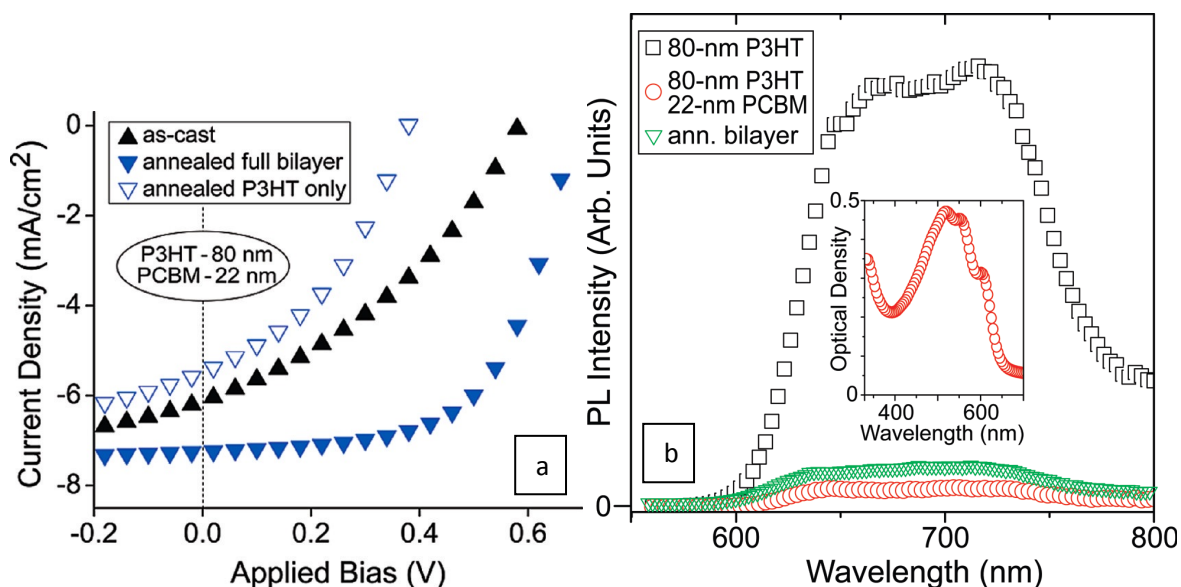 0
-2
-4
-6
-8
Current Density (mA/cm²)
as-cast
annealed full bilayer
annealed P3HT only
P3HT - 80 nm
PCBM - 22 nm
a
-0.2
0.0
0.2
0.4
0.6
Applied Bias (V)
PL Intensity (Arb. Units)
0
80-nm P3HT
80-nm P3HT
22-nm PCBM
ann. bilayer
0.5
0
Optical Density
400
600
Wavelength (nm)
b
600
700
800
Wavelength (nm)